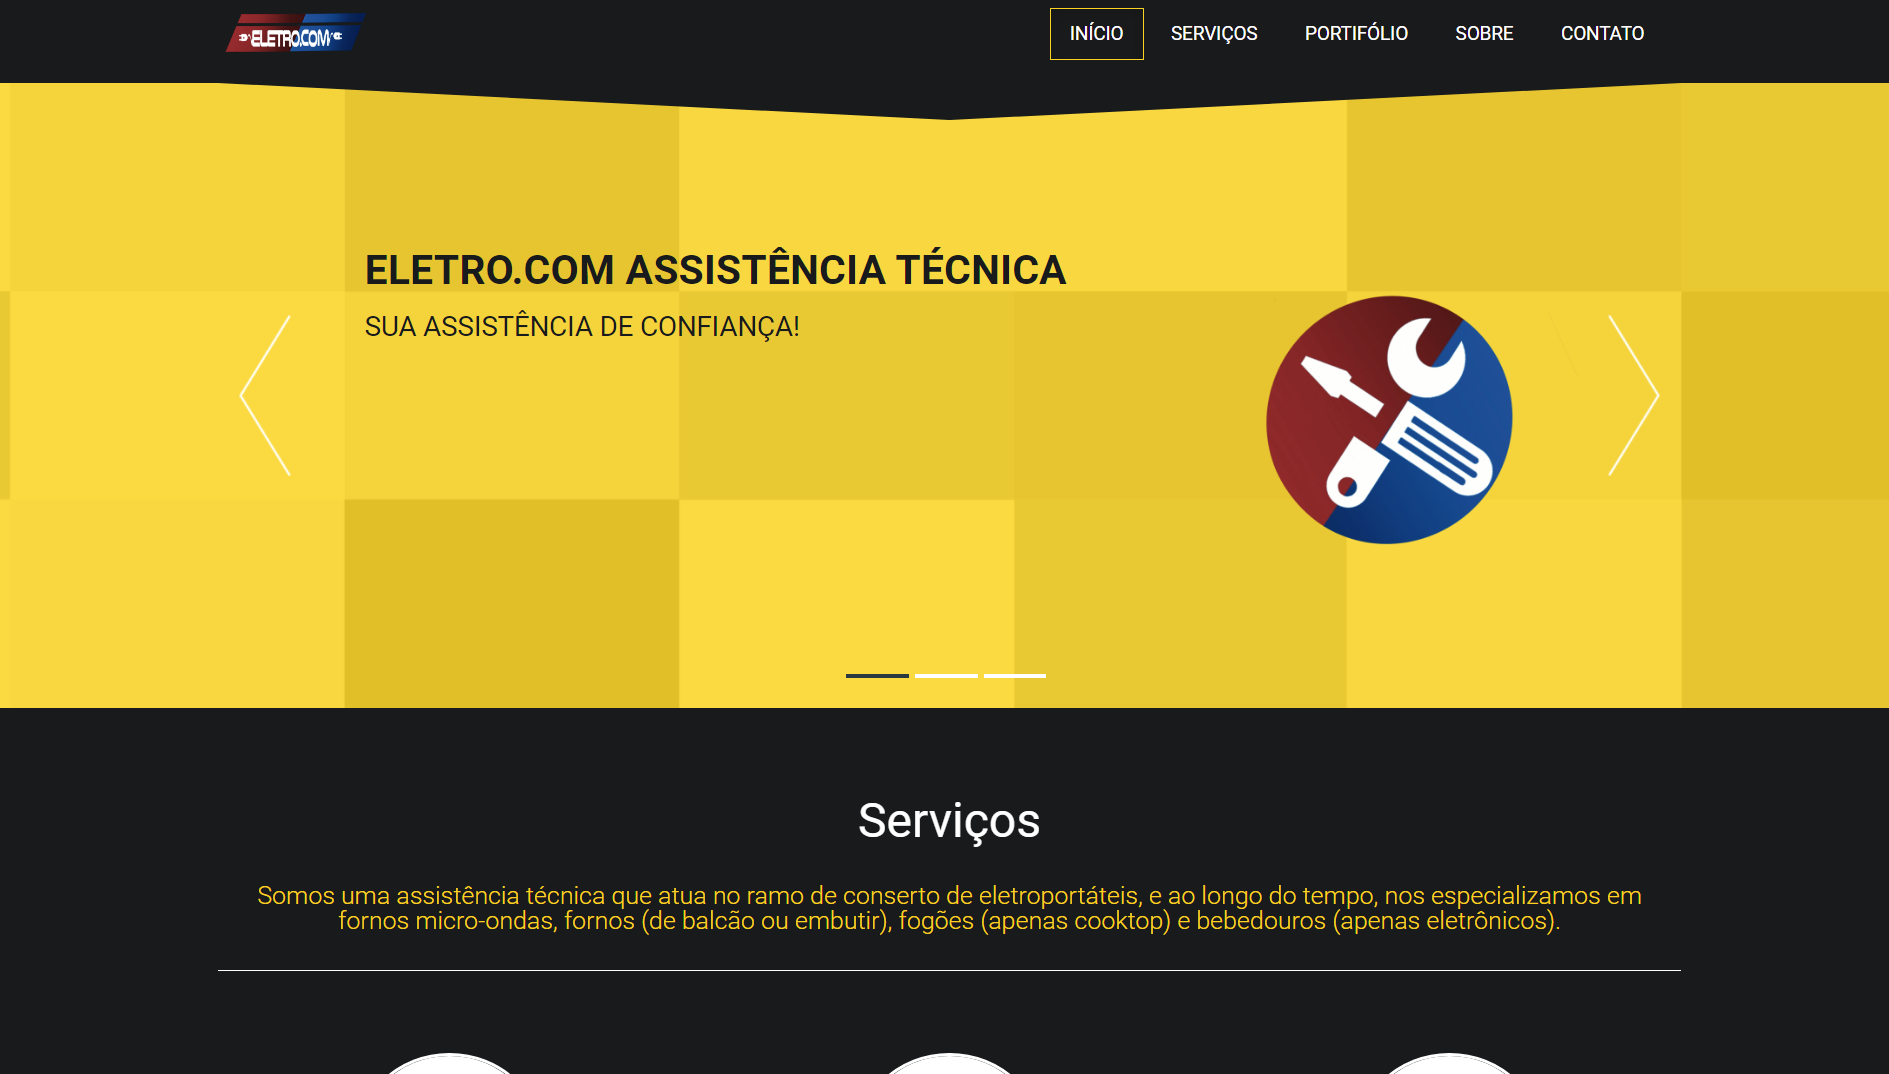 ELETRO.COM
INÍCIO
SERVIÇOS
PORTIFÓLIO
SOBRE
CONTATO
ELETRO.COM ASSISTÊNCIA TÉCNICA
SUA ASSISTÊNCIA DE CONFIANÇA!
Serviços
Somos uma assistência técnica que atua no ramo de conserto de eletroportáteis, e ao longo do tempo, nos especializamos em
fornos micro-ondas, fornos (de balcão ou embutir), fogões (apenas cooktop) e bebedouros (apenas eletrônicos).